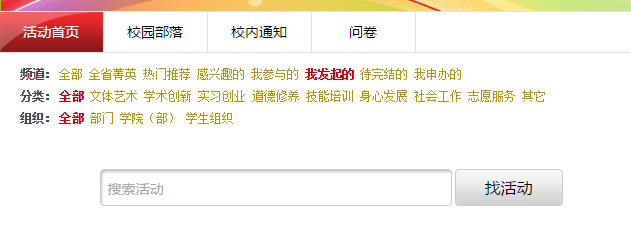 活动首页 校园部落 校内通知 问卷
频道: 全部 全省菁英 热门推荐 感兴趣的 我参与的 我发起的 待完结的 我申办的
分类: 全部 文体艺术 学术创新 实习创业 道德修养 技能培训 身心发展 社会工作 志愿服务 其它
组织: 全部 部门 学院（部） 学生组织
搜索活动 找活动